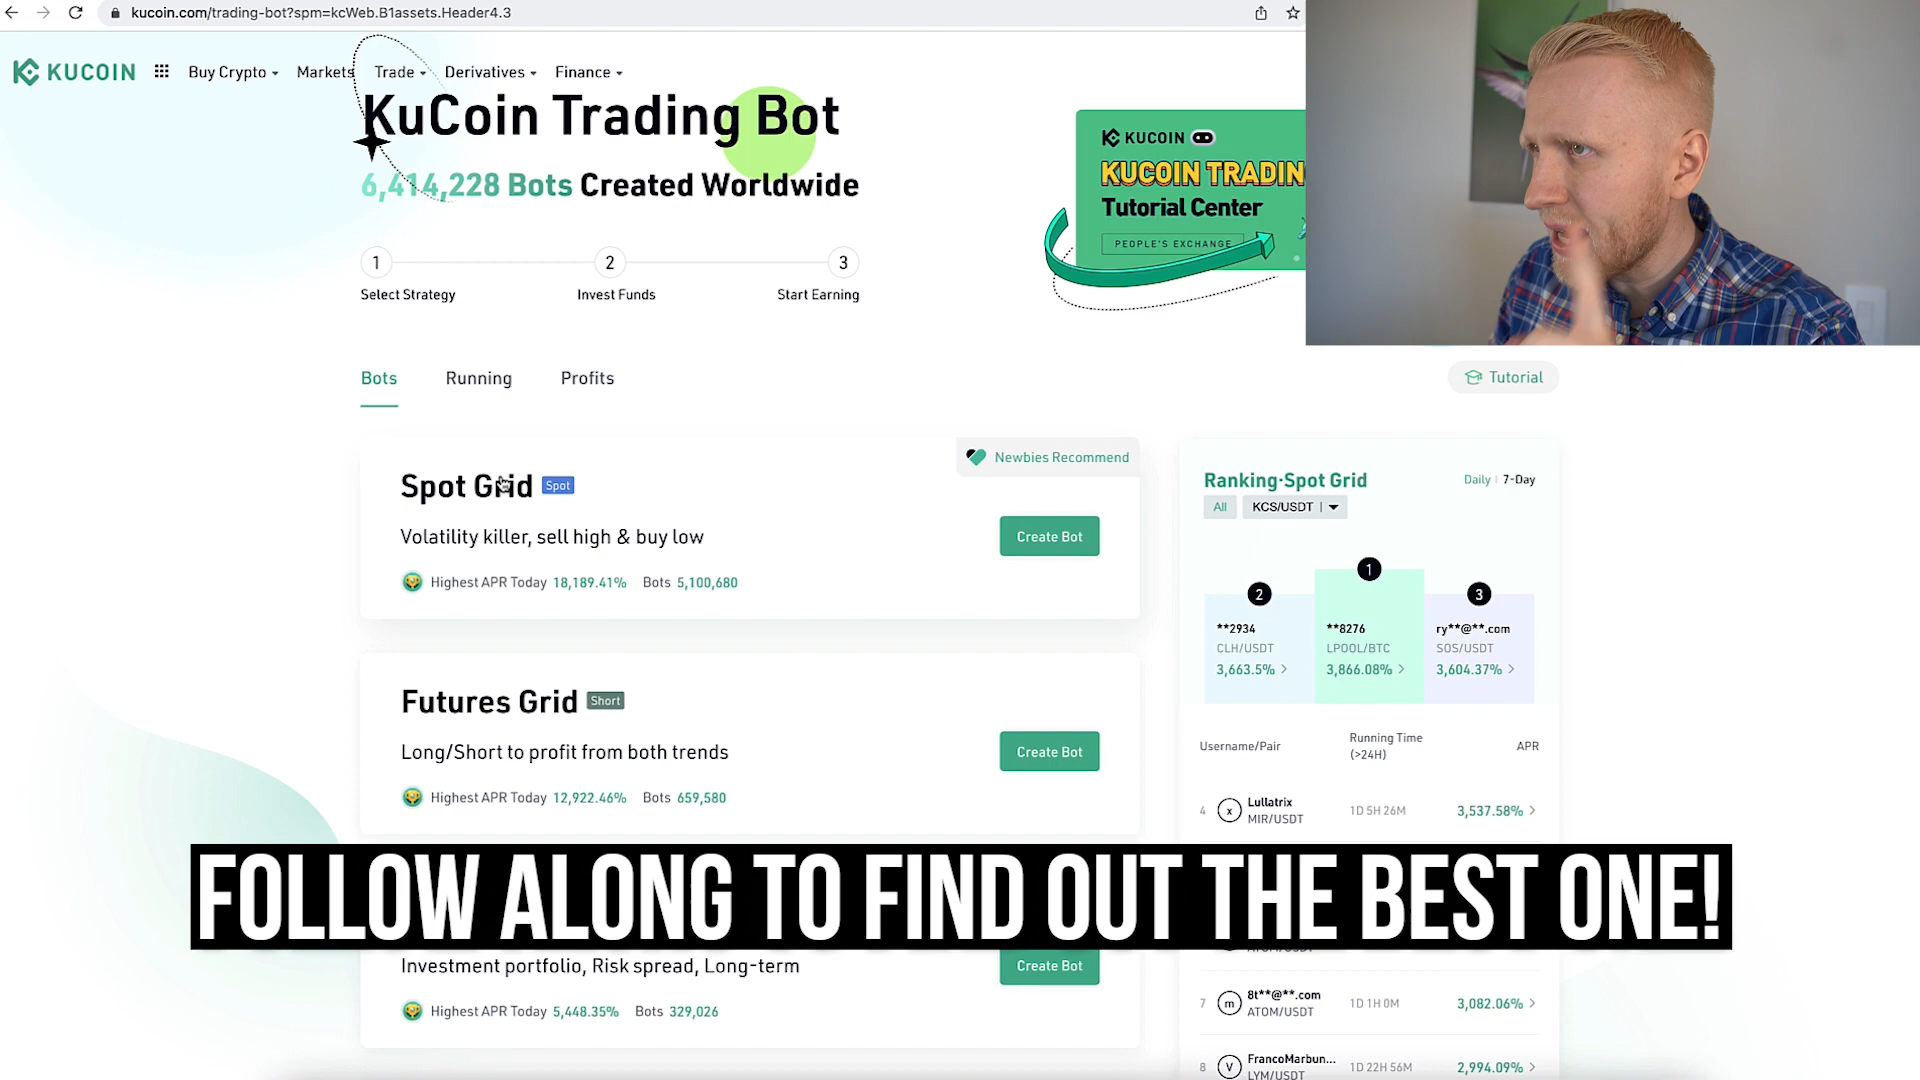 kucoin.com/trading-bot?spm=kcWeb.B1assets.Header4.3
KUCOIN
Buy Crypto
Markets
Trade
Derivatives
Finance
KuCoin Trading Bot
6,414,228 Bots Created Worldwide
1
2
3
Select Strategy
Invest Funds
Start Earning
KUCOIN
KUCOIN TRADIN
Tutorial Center
PEOPLE'S EXCHANGE
Bots
Running
Profits
Tutorial
Newbies Recommend
Spot Grid Spot
Volatility killer, sell high & buy low
Create Bot
Highest APR Today 18,189.41% Bots 5,100,680
Futures Grid Short
Long/Short to profit from both trends
Create Bot
Highest APR Today 12,922.46% Bots 659,580
FOLLOW ALONG TO FIND OUT THE BEST ONE!
Investment portfolio, Risk spread, Long-term
Create Bot
Highest APR Today 5,448.35% Bots 329,026
Ranking·Spot Grid
Daily | 7-Day
All
KCS/USDT
2
**2934
CLH/USDT
3,663.5%
1
**8276
LPOOL/BTC
3,866.08%
3
ry**@**.com
SOS/USDT
3,604.37%
Username/Pair
Running Time
(>24H)
APR
4 x Lullatrix
MIR/USDT
1D 5H 26M
3,537.58%
7 m 8t**@**.com
ATOM/USDT
1D 1H 0M
3,082.06%
8 V FrancoMarbun...
LYM/USDT
1D 22H 56M
2,994.09%